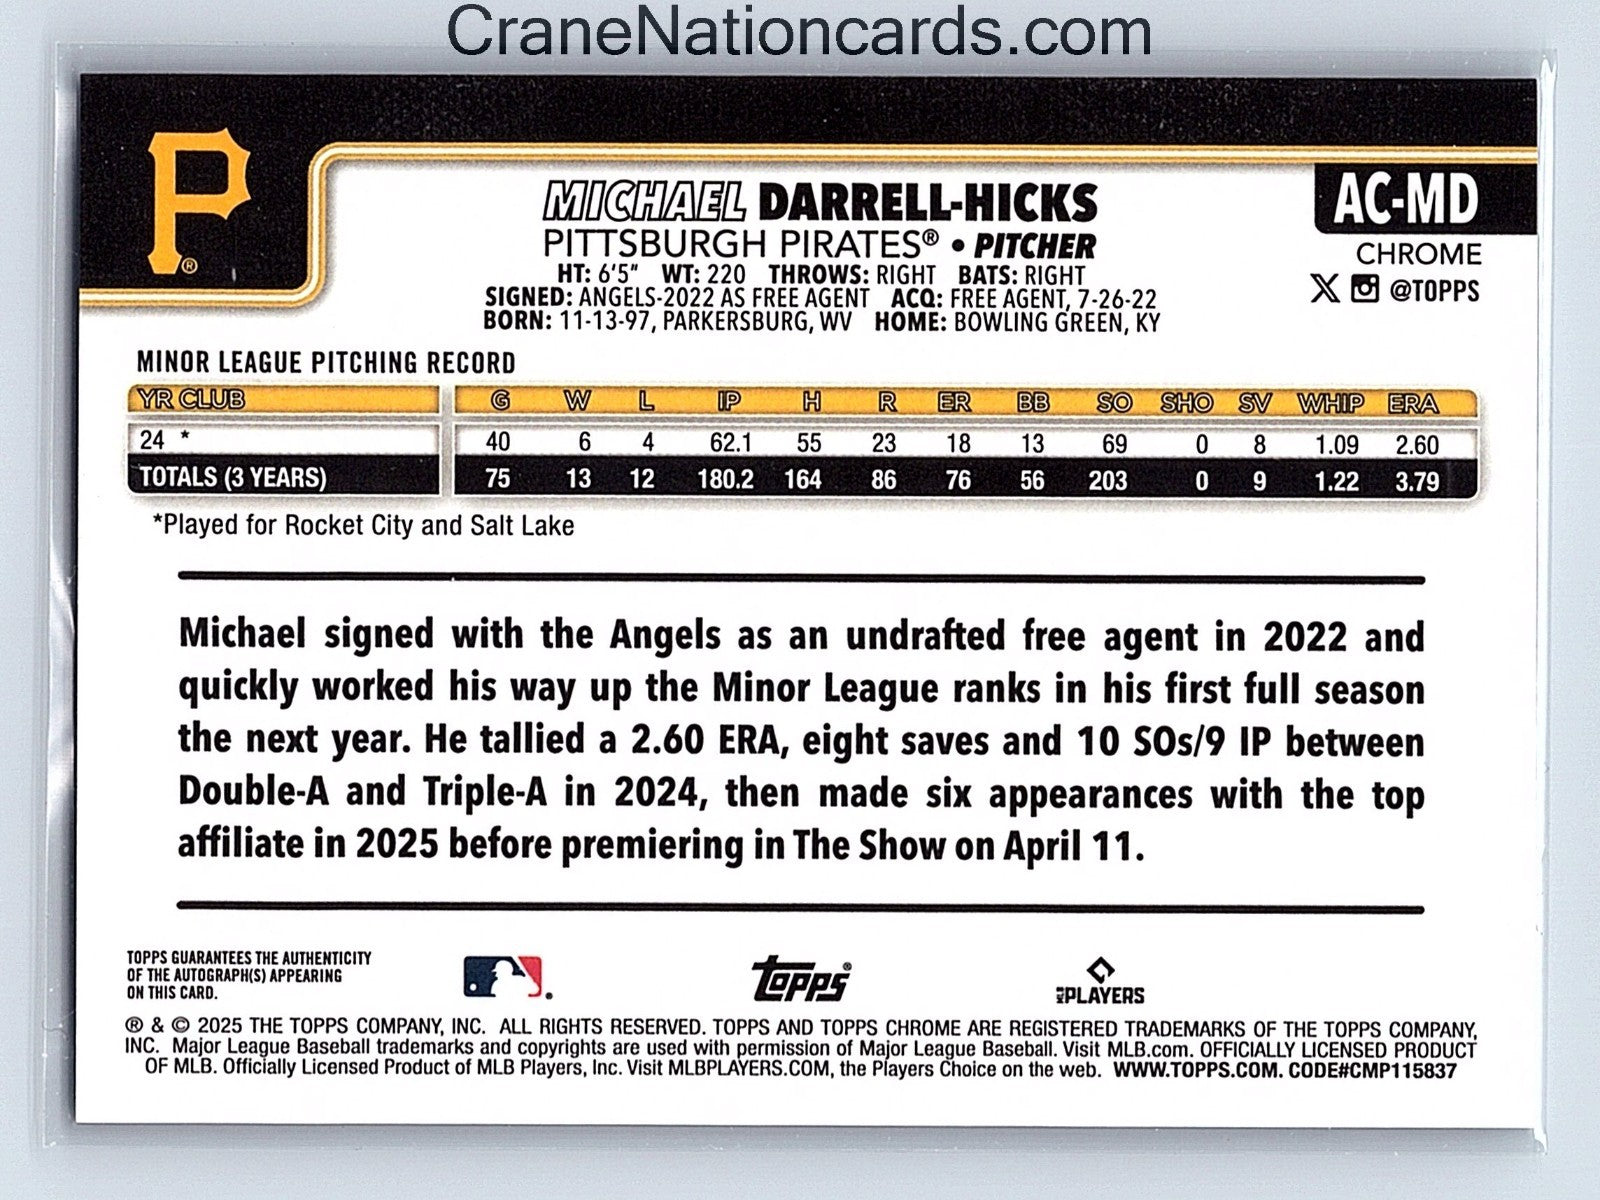 CraneNationcards.com
P®
MICHAEL DARRELL-HICKS
AC-MD
PITTSBURGH PIRATES® • PITCHER
CHROME
HT: 6'5" WT: 220 THROWS: RIGHT BATS: RIGHT
@TOPPS
SIGNED: ANGELS-2022 AS FREE AGENT ACQ: FREE AGENT, 7-26-22
BORN: 11-13-97, PARKERSBURG, WV HOME: BOWLING GREEN, KY
MINOR LEAGUE PITCHING RECORD
YR CLUB G W L IP H R ER BB SO SHO SV WHIP ERA
24 * 40 6 4 62.1 55 23 18 13 69 0 8 1.09 2.60
TOTALS (3 YEARS) 75 13 12 180.2 164 86 76 56 203 0 9 1.22 3.79
*Played for Rocket City and Salt Lake
Michael signed with the Angels as an undrafted free agent in 2022 and
quickly worked his way up the Minor League ranks in his first full season
the next year. He tallied a 2.60 ERA, eight saves and 10 SOs/9 IP between
Double-A and Triple-A in 2024, then made six appearances with the top
affiliate in 2025 before premiering in The Show on April 11.
TOPPS GUARANTEES THE AUTHENTICITY
OF THE AUTOGRAPH(S) APPEARING
ON THIS CARD.
Topps®
MLB PLAYERS
® & © 2025 THE TOPPS COMPANY, INC. ALL RIGHTS RESERVED. TOPPS AND TOPPS CHROME ARE REGISTERED TRADEMARKS OF THE TOPPS COMPANY,
INC. Major League Baseball trademarks and copyrights are used with permission of Major League Baseball. Visit MLB.com. OFFICIALLY LICENSED PRODUCT
OF MLB. Officially Licensed Product of MLB Players, Inc. Visit MLBPLAYERS.COM, the Players Choice on the web. WWW.TOPPS.COM. CODE#CMP115837